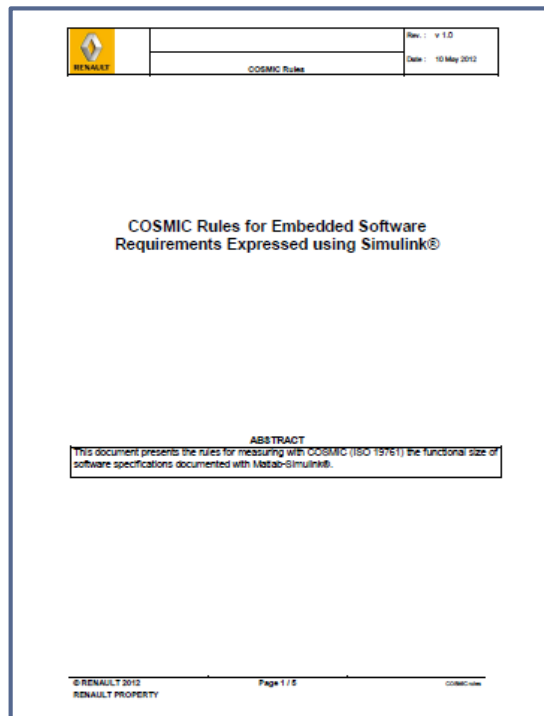 RENAULT
COSMIC Rules
Rev. : v 1.0
Date : 10 May 2012
COSMIC Rules for Embedded Software
Requirements Expressed using Simulink®
ABSTRACT
This document presents the rules for measuring with COSMIC (ISO 19761) the functional size of
software specifications documented with Matlab-Simulink®.
© RENAULT 2012
Page 1 / 5
COSMIC rules
RENAULT PROPERTY